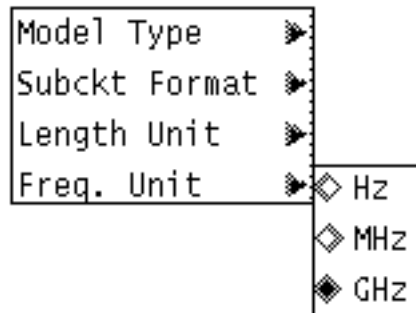 Model Type
Subckt Format
Length Unit
Freq. Unit
Hz
MHz
GHz